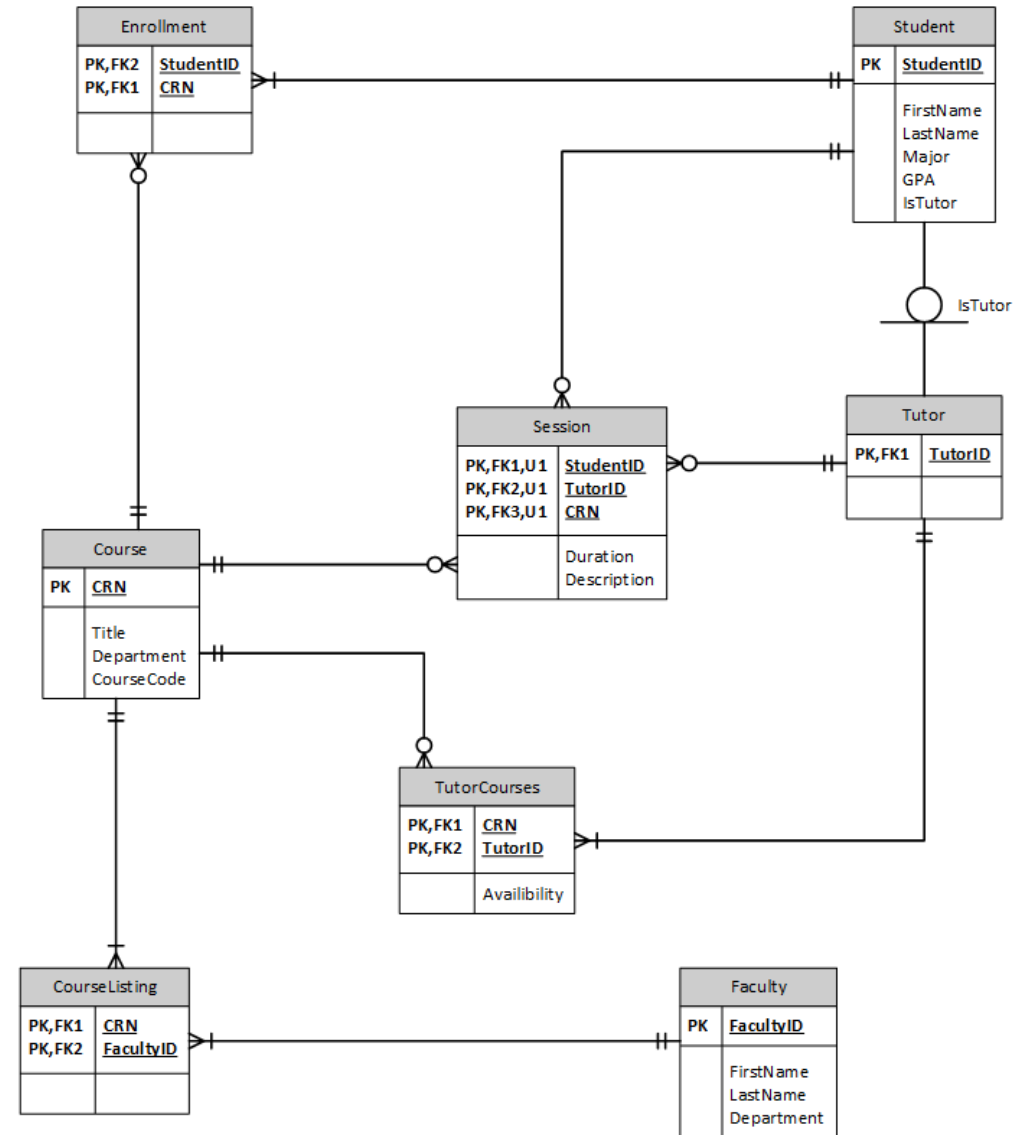 Enrollment
PK,FK2 StudentID
PK,FK1 CRN
Student
PK StudentID
FirstName
LastName
Major
GPA
IsTutor
IsTutor
Session
PK,FK1,U1 StudentID
PK,FK2,U1 TutorID
PK,FK3,U1 CRN
Duration
Description
Tutor
PK,FK1 TutorID
Course
PK CRN
Title
Department
CourseCode
TutorCourses
PK,FK1 CRN
PK,FK2 TutorID
Availibility
CourseListing
PK,FK1 CRN
PK,FK2 FacultyID
Faculty
PK FacultyID
FirstName
LastName
Department